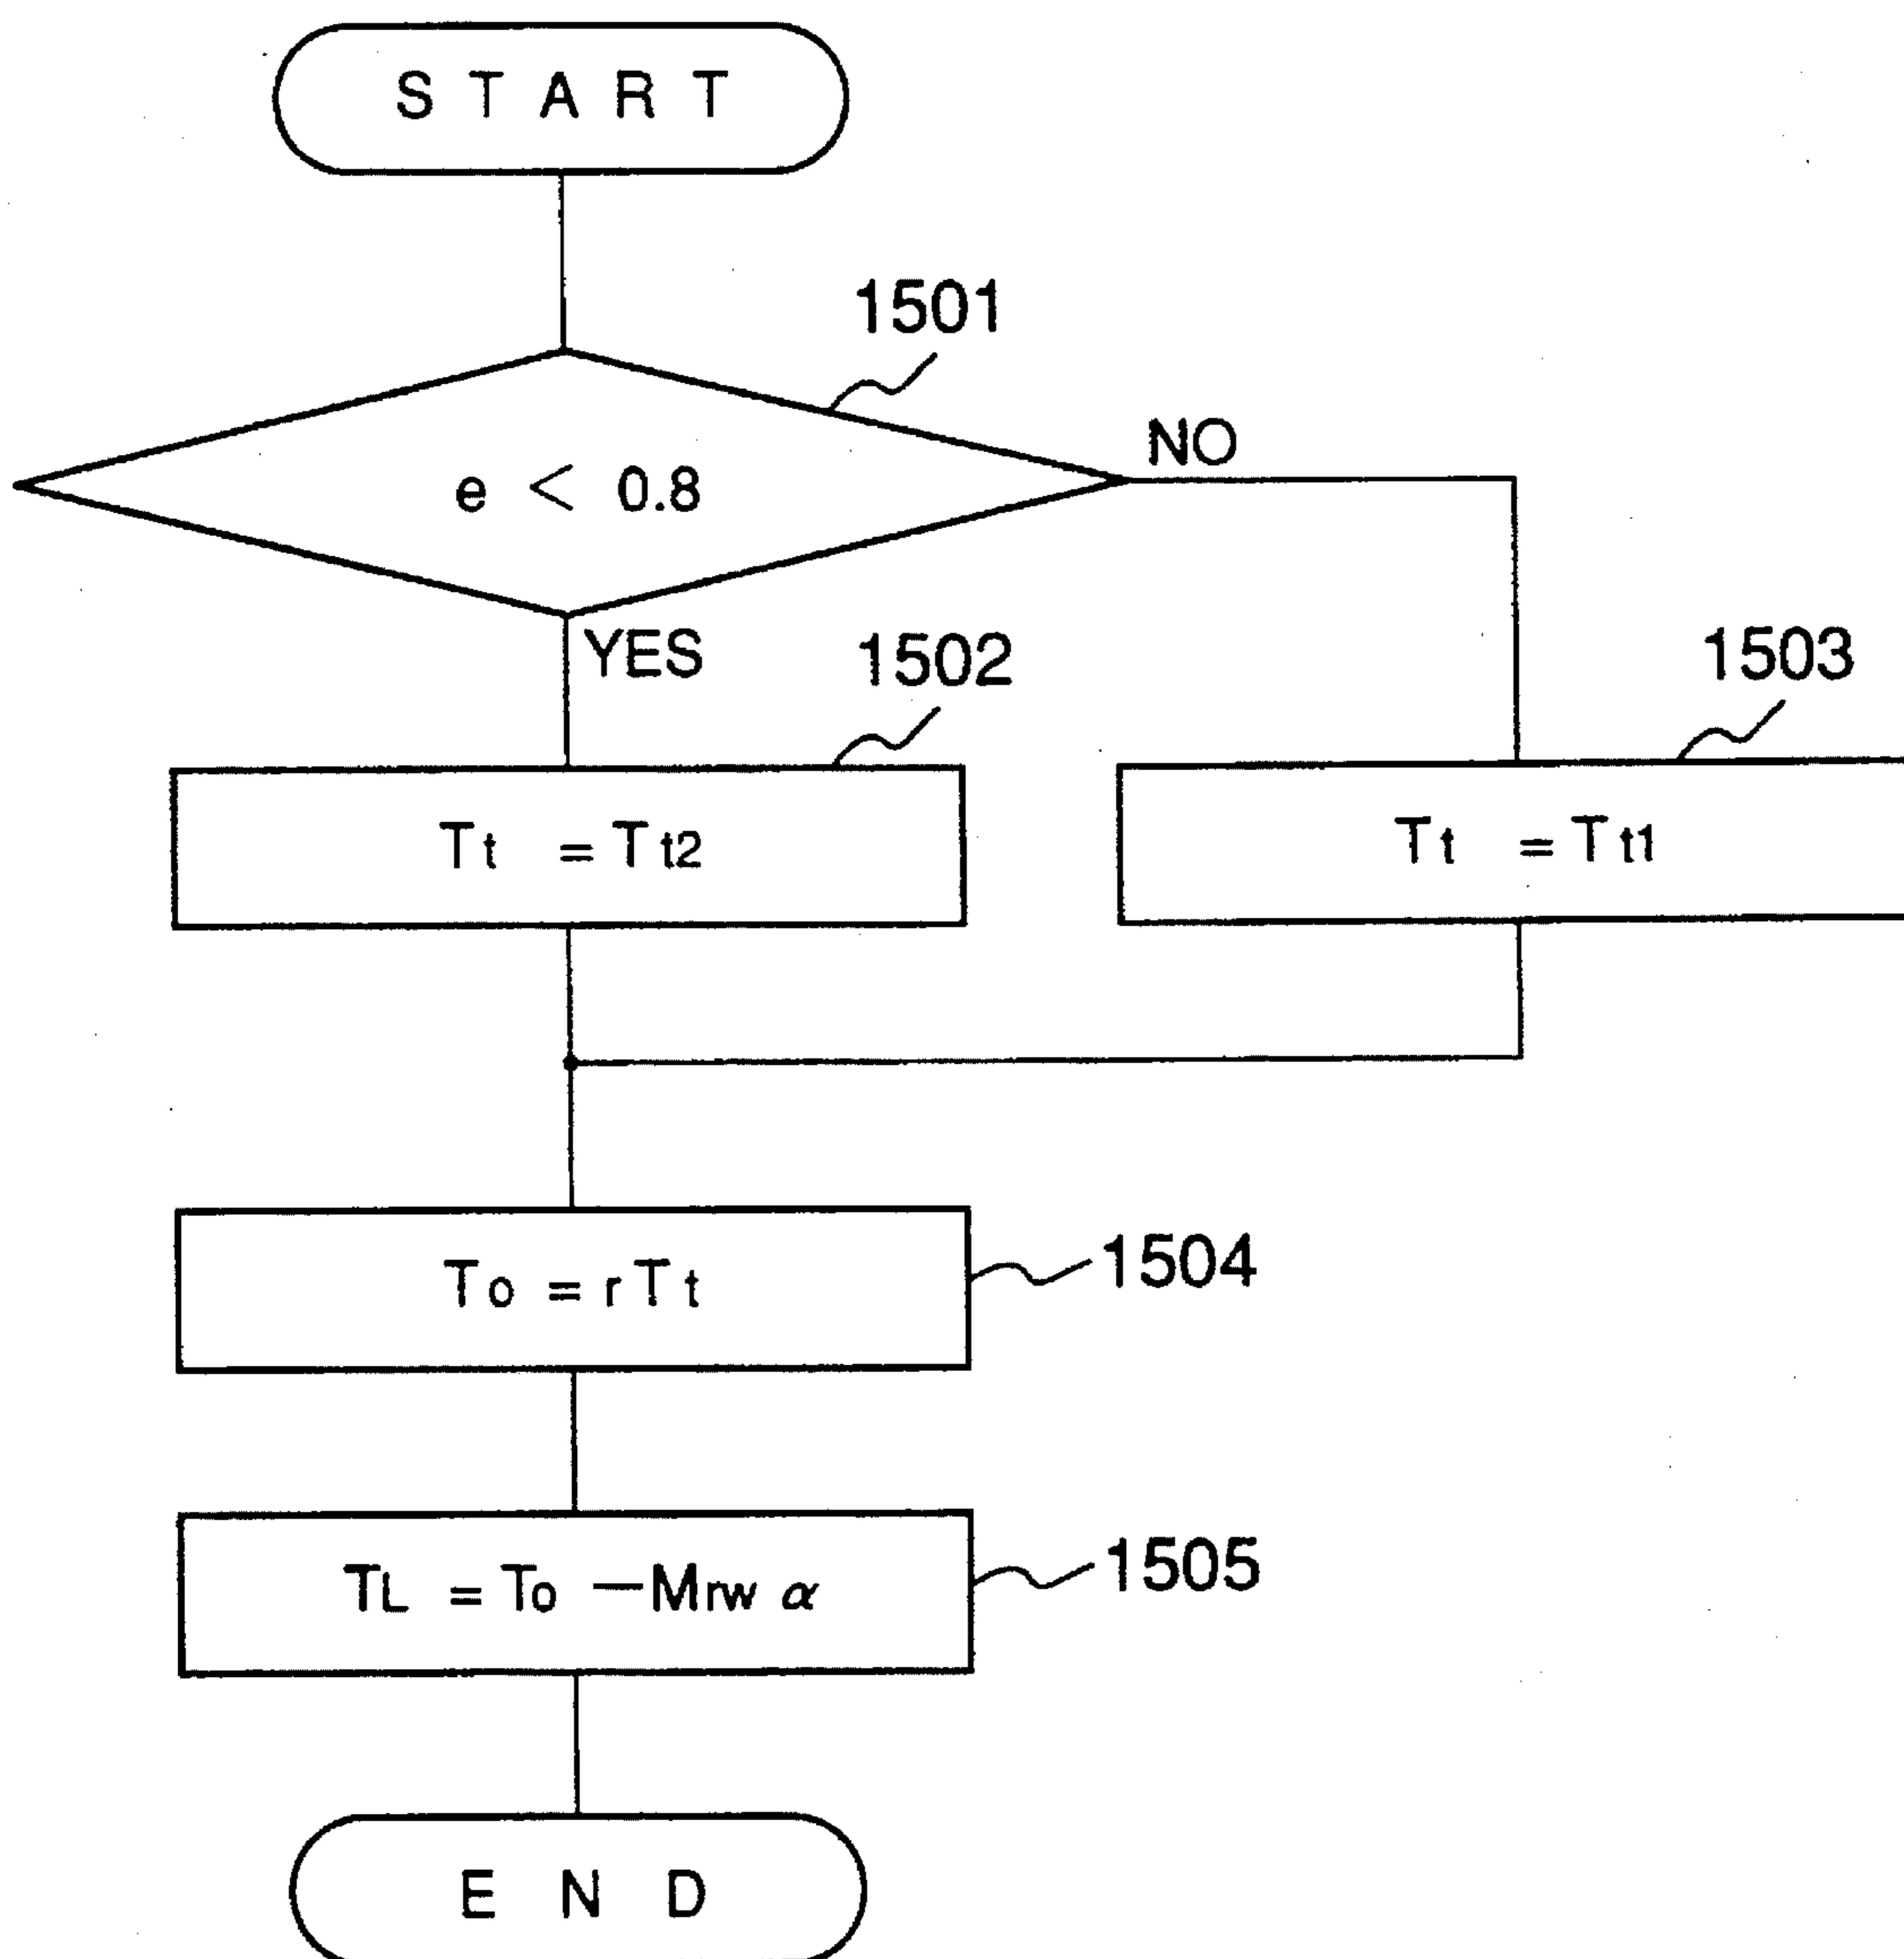 START
1501
e < 0.8
NO
YES
1502
1503
Tt = Tt2
Tt = Tt1
To = rTt
1504
TL = To −Mrw α
1505
END